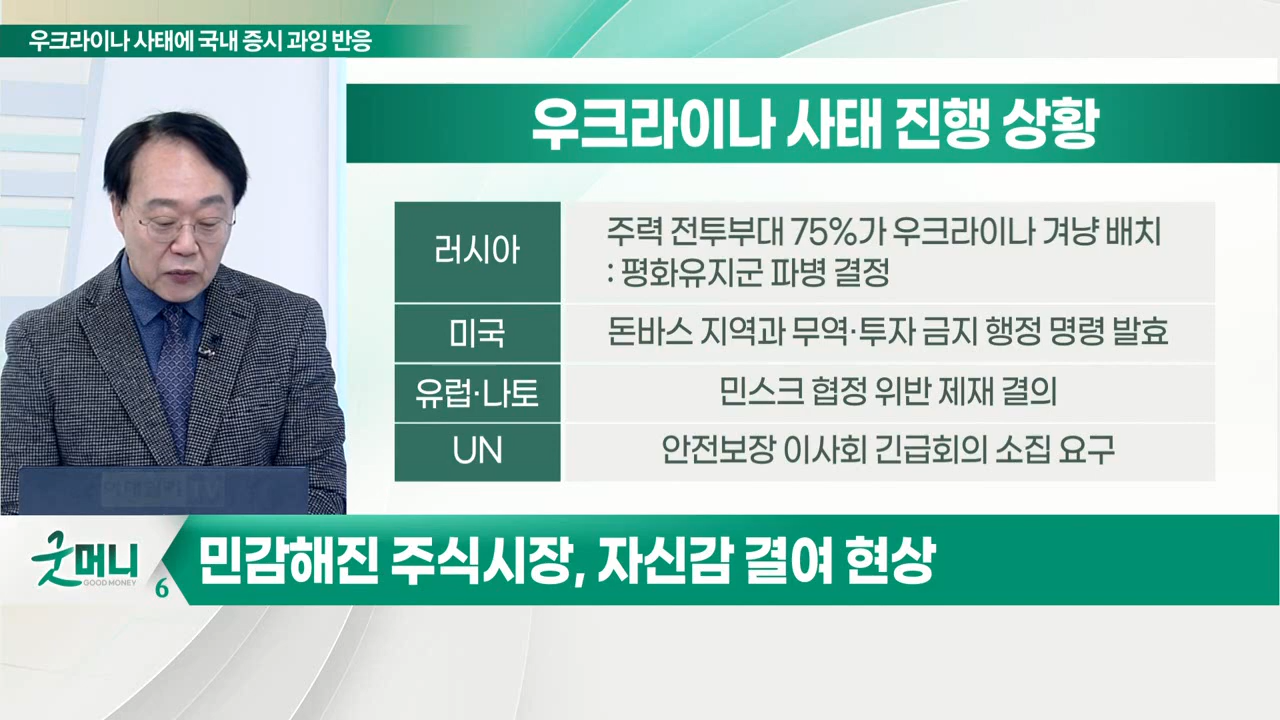 우크라이나 사태에 국내 증시 과잉 반응
우크라이나 사태 진행 상황
러시아
주력 전투부대 75%가 우크라이나 겨냥 배치
: 평화유지군 파병 결정
미국
돈바스 지역과 무역·투자 금지 행정 명령 발효
유럽·나토
민스크 협정 위반 제재 결의
UN
안전보장 이사회 긴급회의 소집 요구
이데일리 TV
굿머니
GOOD MONEY
6
민감해진 주식시장, 자신감 결여 현상